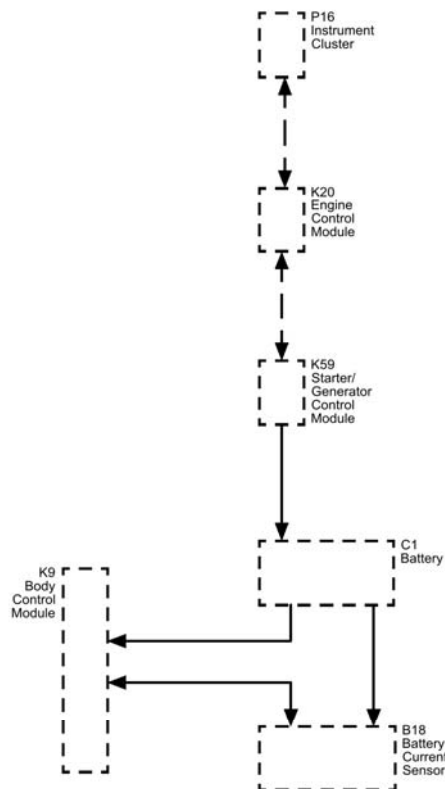 P16
Instrument
Cluster
K20
Engine
Control
Module
K59
Starter/
Generator
Control
Module
C1
Battery
K9
Body
Control
Module
B18
Battery
Current
Sensor